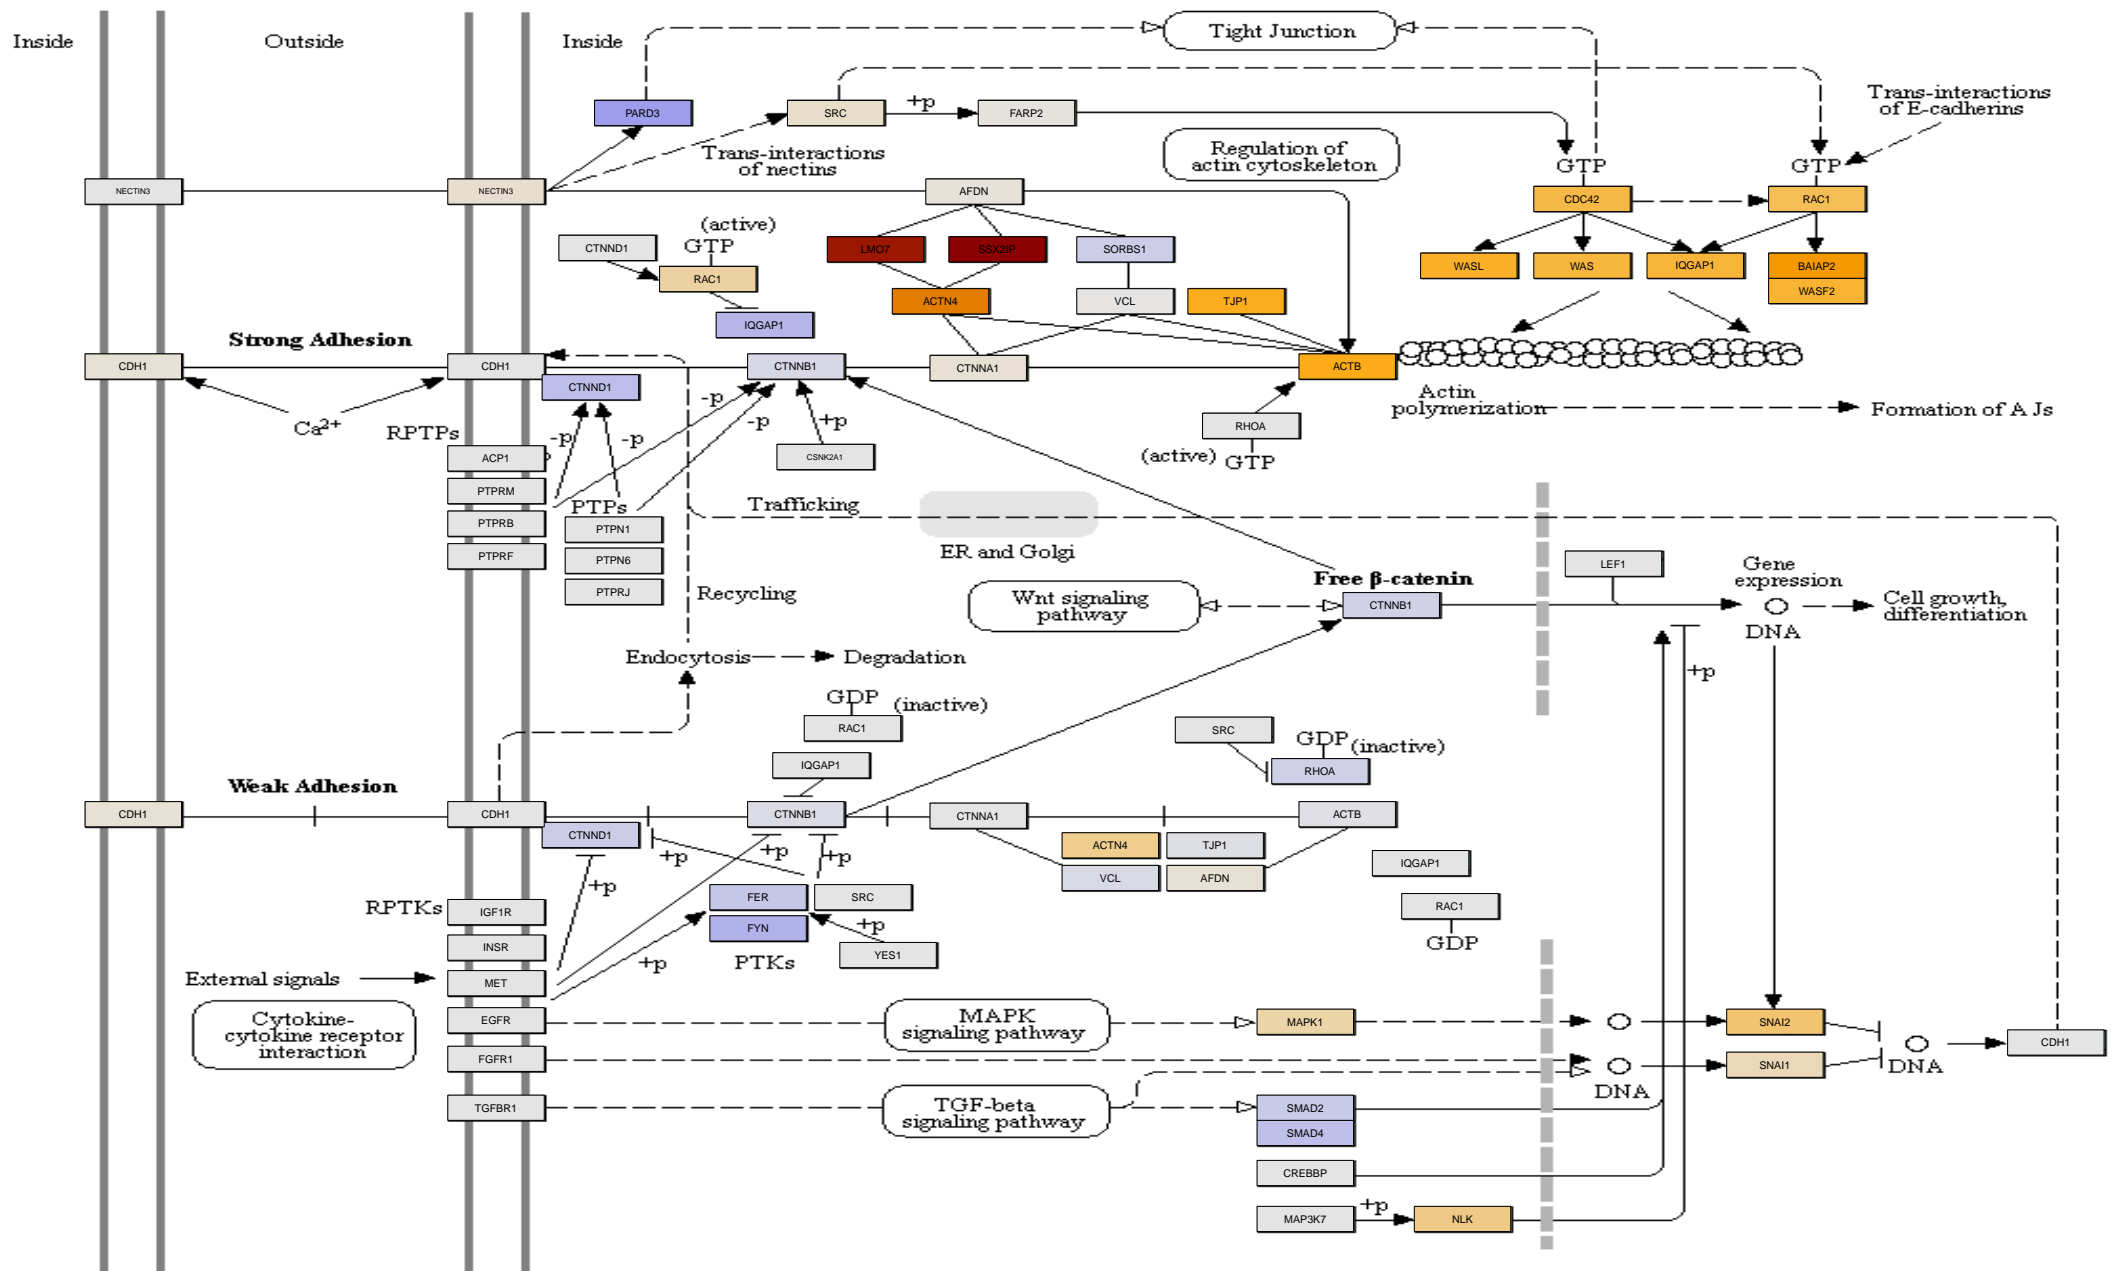 Inside
Outside
Inside
Tight Junction
PARD3
SRC
+p
FARP2
Trans-interactions
of E-cadherins
Trans-interactions
of nectins
Regulation of
actin cytoskeleton
GTP
GTP
NECTIN3
NECTIN3
AFDN
CDC42
RAC1
(active)
GTP
CTNND1
RAC1
IQGAP1
LMO7
SSX2IP
SORBS1
ACTN4
VCL
TJP1
WASL
WAS
IQGAP1
BAIAP2
WASF2
Strong Adhesion
CDH1
CDH1
CTNND1
CTNNB1
CTNNA1
ACTB
Actin
polymerization
Formation of AJs
Ca2+
RPTPs
-p
-p
-p
-p
+p
CSNK2A1
RHOA
(active)
GTP
ACP1
PTPRM
PTPRB
PTPRF
PTPs
PTPN1
PTPN6
PTPRJ
Trafficking
ER and Golgi
Recycling
Free β-catenin
Wnt signaling
pathway
CTNNB1
LEF1
Gene
expression
DNA
Cell growth,
differentiation
Endocytosis
Degradation
+p
GDP
(inactive)
RAC1
IQGAP1
SRC
GDP
(inactive)
RHOA
Weak Adhesion
CDH1
CDH1
CTNND1
CTNNB1
CTNNA1
ACTB
ACTN4
TJP1
VCL
AFDN
IQGAP1
RAC1
GDP
+p
+p
+p
+p
+p
+p
FER
SRC
FYN
YES1
PTKs
RPTKs
IGF1R
INSR
MET
EGFR
FGFR1
TGFBR1
External signals
Cytokine-
cytokine receptor
interaction
MAPK
signaling pathway
MAPK1
SNAI2
SNAI1
DNA
DNA
CDH1
TGF-beta
signaling pathway
SMAD2
SMAD4
CREBBP
MAP3K7
+p
NLK